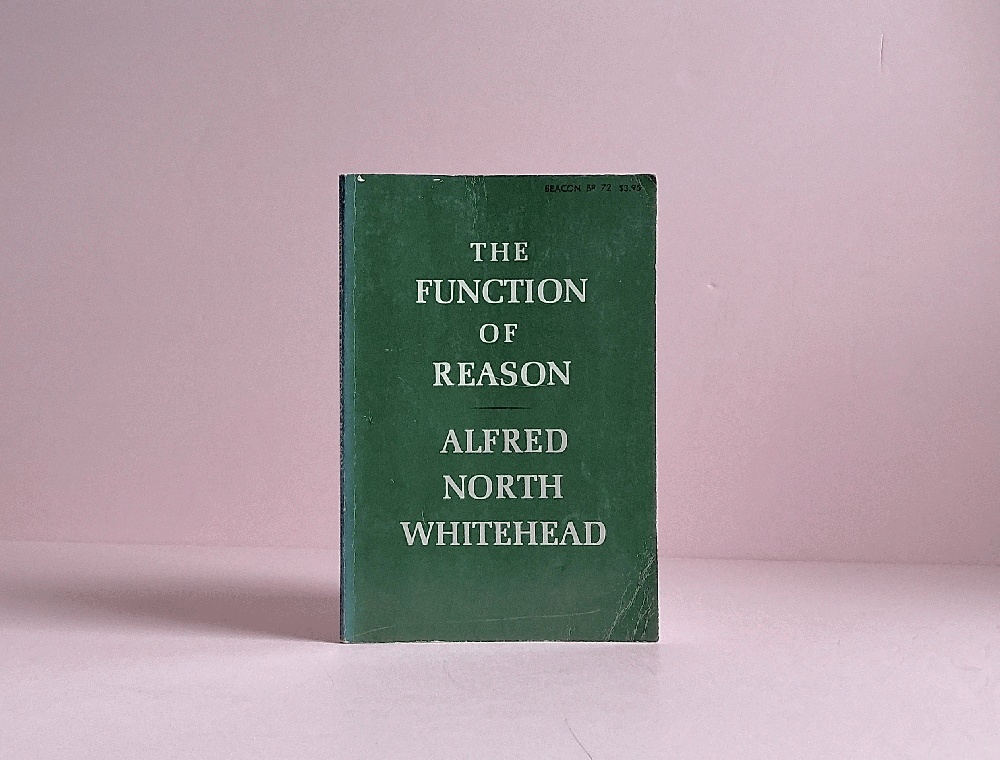 BEACON BP 72 $3.95
THE
FUNCTION
OF
REASON
ALFRED
NORTH
WHITEHEAD